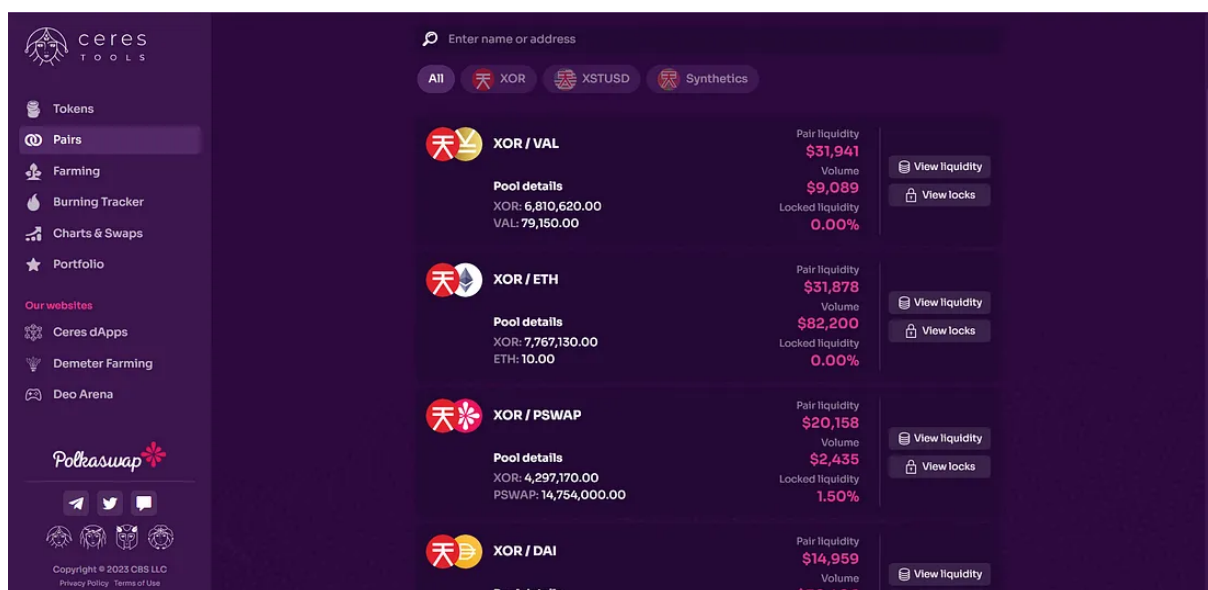 ceres
TOOLS
Tokens
Pairs
Farming
Burning Tracker
Charts & Swaps
Portfolio
Our websites
Ceres dApps
Demeter Farming
Deo Arena
Polkaswap
Copyright © 2023 CBS LLC
Privacy Policy Terms of Use
Enter name or address
All XOR XSTUSD Synthetics
XOR / VAL
Pool details
XOR: 6,810,620.00
VAL: 79,150.00
Pair liquidity
$31,941
Volume
$9,089
Locked liquidity
0.00%
View liquidity
View locks
XOR / ETH
Pool details
XOR: 7,767,130.00
ETH: 10.00
Pair liquidity
$31,878
Volume
$82,200
Locked liquidity
0.00%
View liquidity
View locks
XOR / PSWAP
Pool details
XOR: 4,297,170.00
PSWAP: 14,754,000.00
Pair liquidity
$20,158
Volume
$2,435
Locked liquidity
1.50%
View liquidity
View locks
XOR / DAI
Pair liquidity
$14,959
Volume
View liquidity